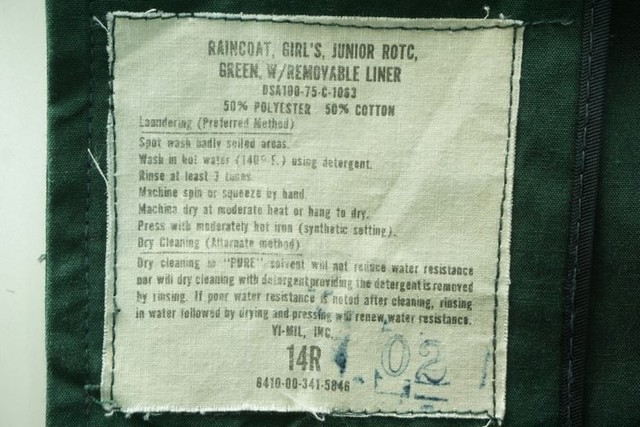 RAINCOAT, GIRL'S, JUNIOR ROTC,
GREEN, W/REMOVABLE LINER
DSA100-75-C-1083
50% POLYESTER 50% COTTON
Laundering (Preferred Method)
Spot wash badly soiled areas.
Wash in hot water (140° F.) using detergent.
Rinse at least 3 times
Machine spin or squeeze by hand.
Machine dry at moderate heat or hang to dry.
Press with moderately hot iron (synthetic setting).
Dry Cleaning (Alternate method)
Dry cleaning in "PURE" solvent will not reduce water resistance
nor will dry cleaning with detergent providing the detergent is removed
by rinsing. If poor water resistance is noted after cleaning, rinsing
in water followed by drying and pressing will renew water resistance.
VI-MIL, INC.
14R
8410-00-341-5846
02